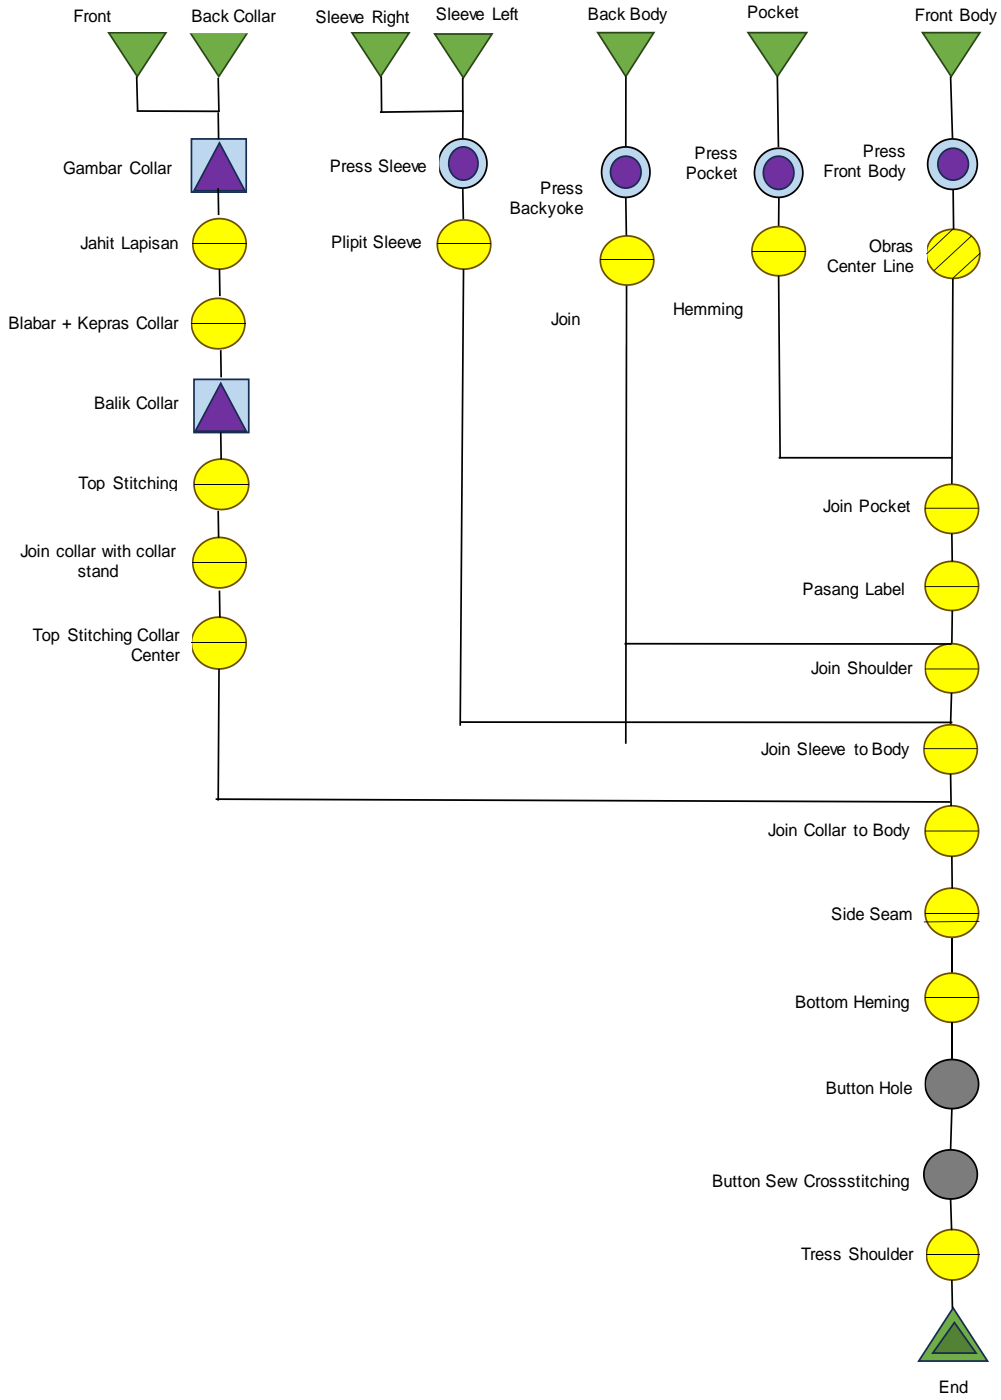 Front
Back Collar
Sleeve Right
Sleeve Left
Back Body
Pocket
Front Body
Gambar Collar
Jahit Lapisan
Blabar + Kepras Collar
Balik Collar
Top Stitching
Join collar with collar
stand
Top Stitching Collar
Center
Press Sleeve
Plipit Sleeve
Press
Backyoke
Join
Press
Pocket
Hemming
Press
Front Body
Obras
Center Line
Join Pocket
Pasang Label
Join Shoulder
Join Sleeve to Body
Join Collar to Body
Side Seam
Bottom Heming
Button Hole
Button Sew Crossstitching
Tress Shoulder
End